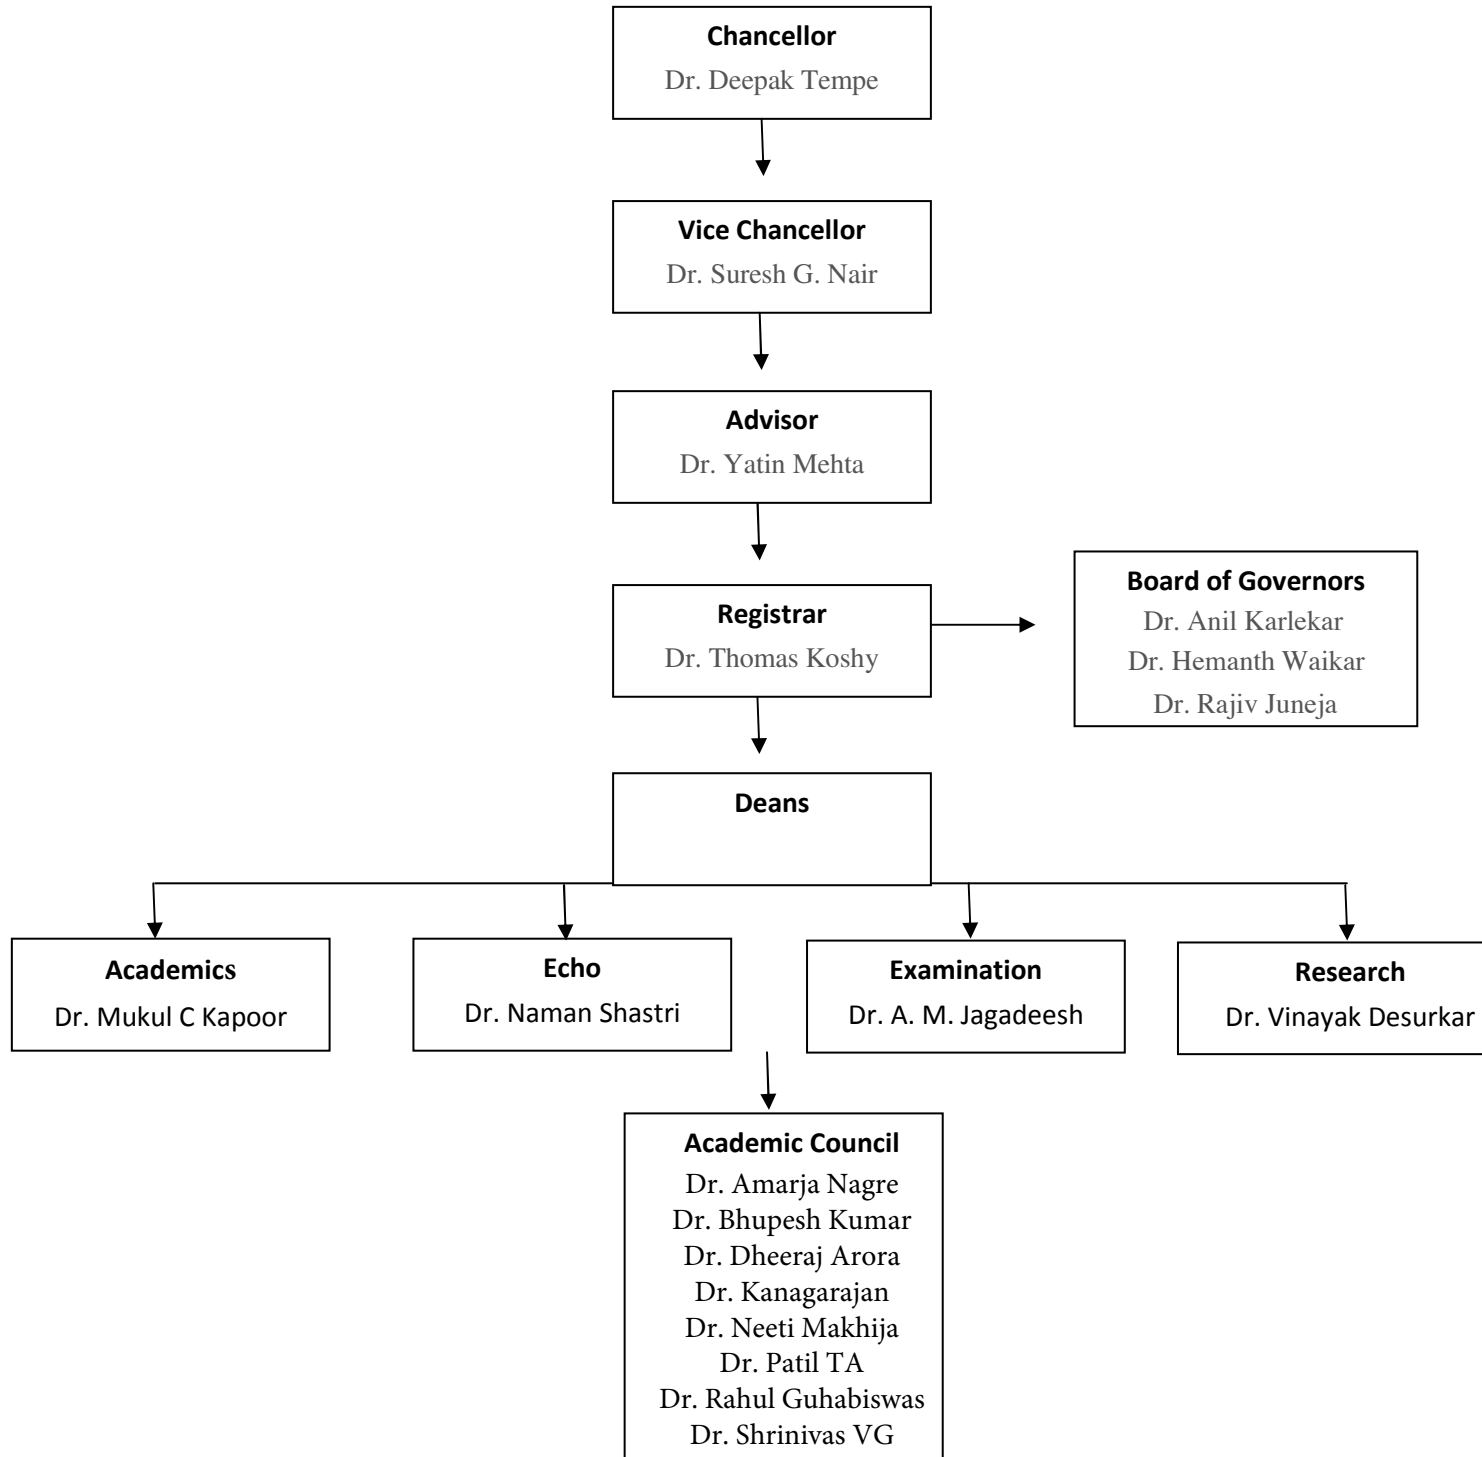 Chancellor
Dr. Deepak Tempe
Vice Chancellor
Dr. Suresh G. Nair
Advisor
Dr. Yatin Mehta
Registrar
Dr. Thomas Koshy
Board of Governors
Dr. Anil Karlekar
Dr. Hemanth Waikar
Dr. Rajiv Juneja
Deans
Academics
Dr. Mukul C Kapoor
Echo
Dr. Naman Shastri
Examination
Dr. A. M. Jagadeesh
Research
Dr. Vinayak Desurkar
Academic Council
Dr. Amarja Nagre
Dr. Bhupesh Kumar
Dr. Dheeraj Arora
Dr. Kanagarajan
Dr. Neeti Makhija
Dr. Patil TA
Dr. Rahul Guhabiswas
Dr. Shrinivas VG